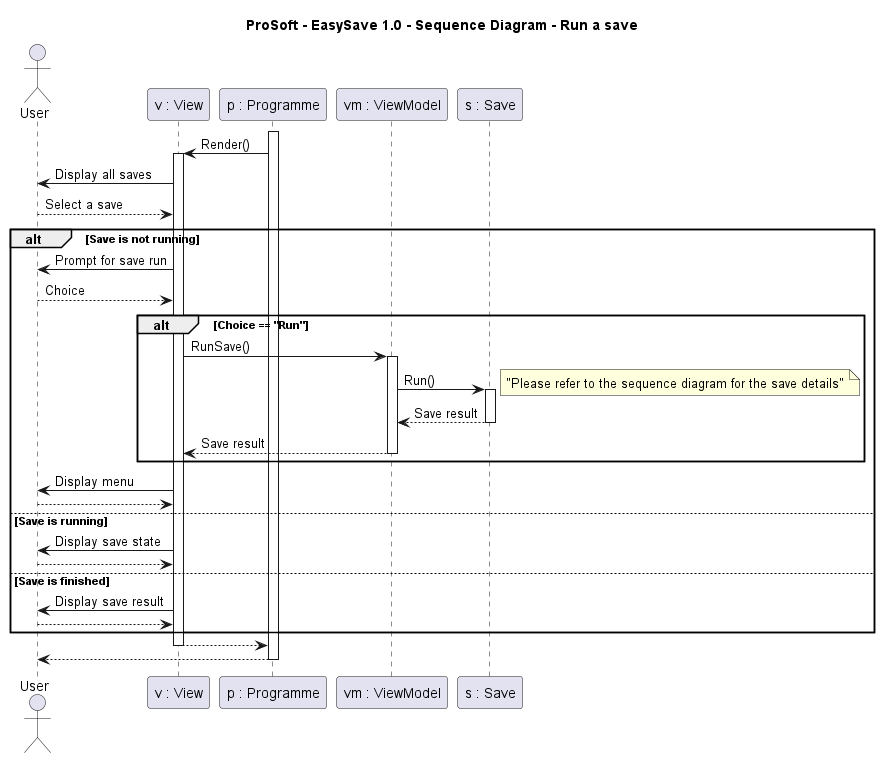 ProSoft - EasySave 1.0 - Sequence Diagram - Run a save
User
v : View
p : Programme
vm : ViewModel
s : Save
Render()
Display all saves
Select a save
alt
[Save is not running]
Prompt for save run
Choice
alt
[Choice == "Run"]
RunSave()
Run()
"Please refer to the sequence diagram for the save details"
Save result
Save result
Display menu
[Save is running]
Display save state
[Save is finished]
Display save result
User
v : View
p : Programme
vm : ViewModel
s : Save